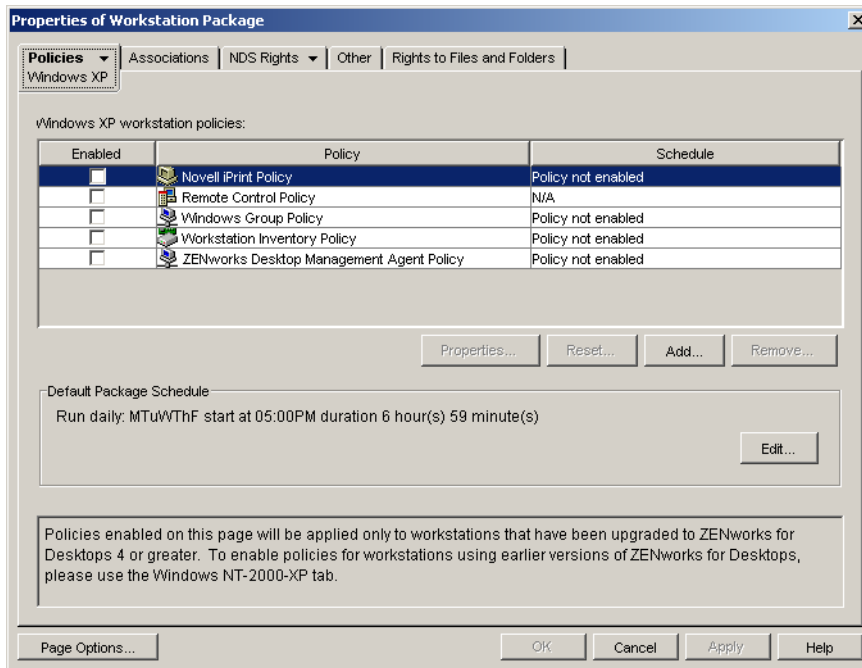 Properties of Workstation Package
Policies Associations NDS Rights Other Rights to Files and Folders
Windows XP
Windows XP workstation policies:
Enabled Policy Schedule
Novell iPrint Policy Policy not enabled
Remote Control Policy N/A
Windows Group Policy Policy not enabled
Workstation Inventory Policy Policy not enabled
ZENworks Desktop Management Agent Policy Policy not enabled
Properties... Reset... Add... Remove...
Default Package Schedule
Run daily: MTuWThF start at 05:00PM duration 6 hour(s) 59 minute(s)
Edit...
Policies enabled on this page will be applied only to workstations that have been upgraded to ZENworks for
Desktops 4 or greater. To enable policies for workstations using earlier versions of ZENworks for Desktops,
please use the Windows NT-2000-XP tab.
Page Options... OK Cancel Apply Help